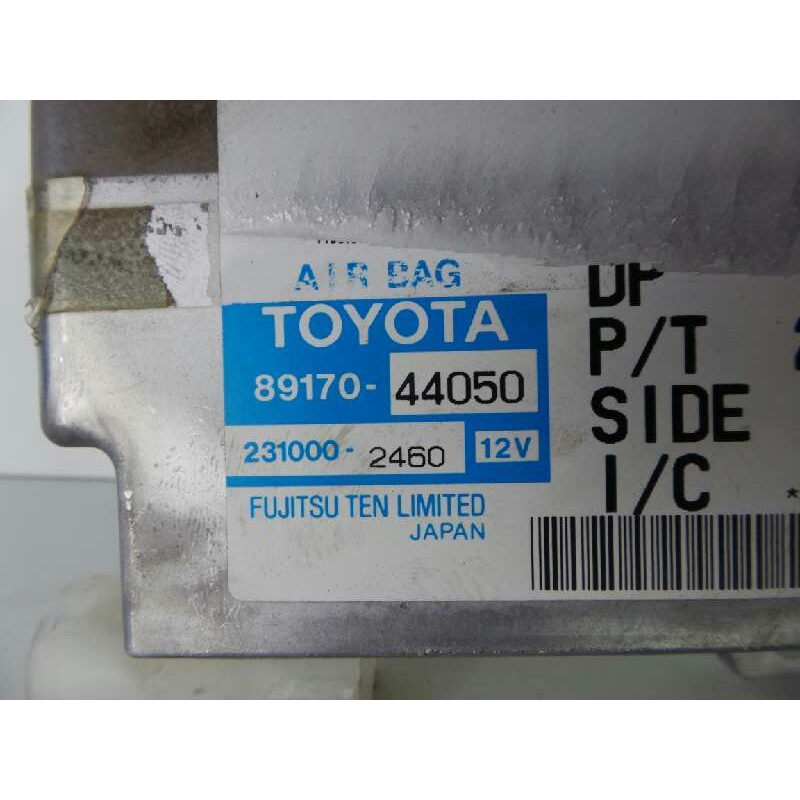 AIR BAG
TOYOTA
89170- 44050
231000- 2460 12V
FUJITSU TEN LIMITED
JAPAN
DP
P/T
SIDE
I/C *